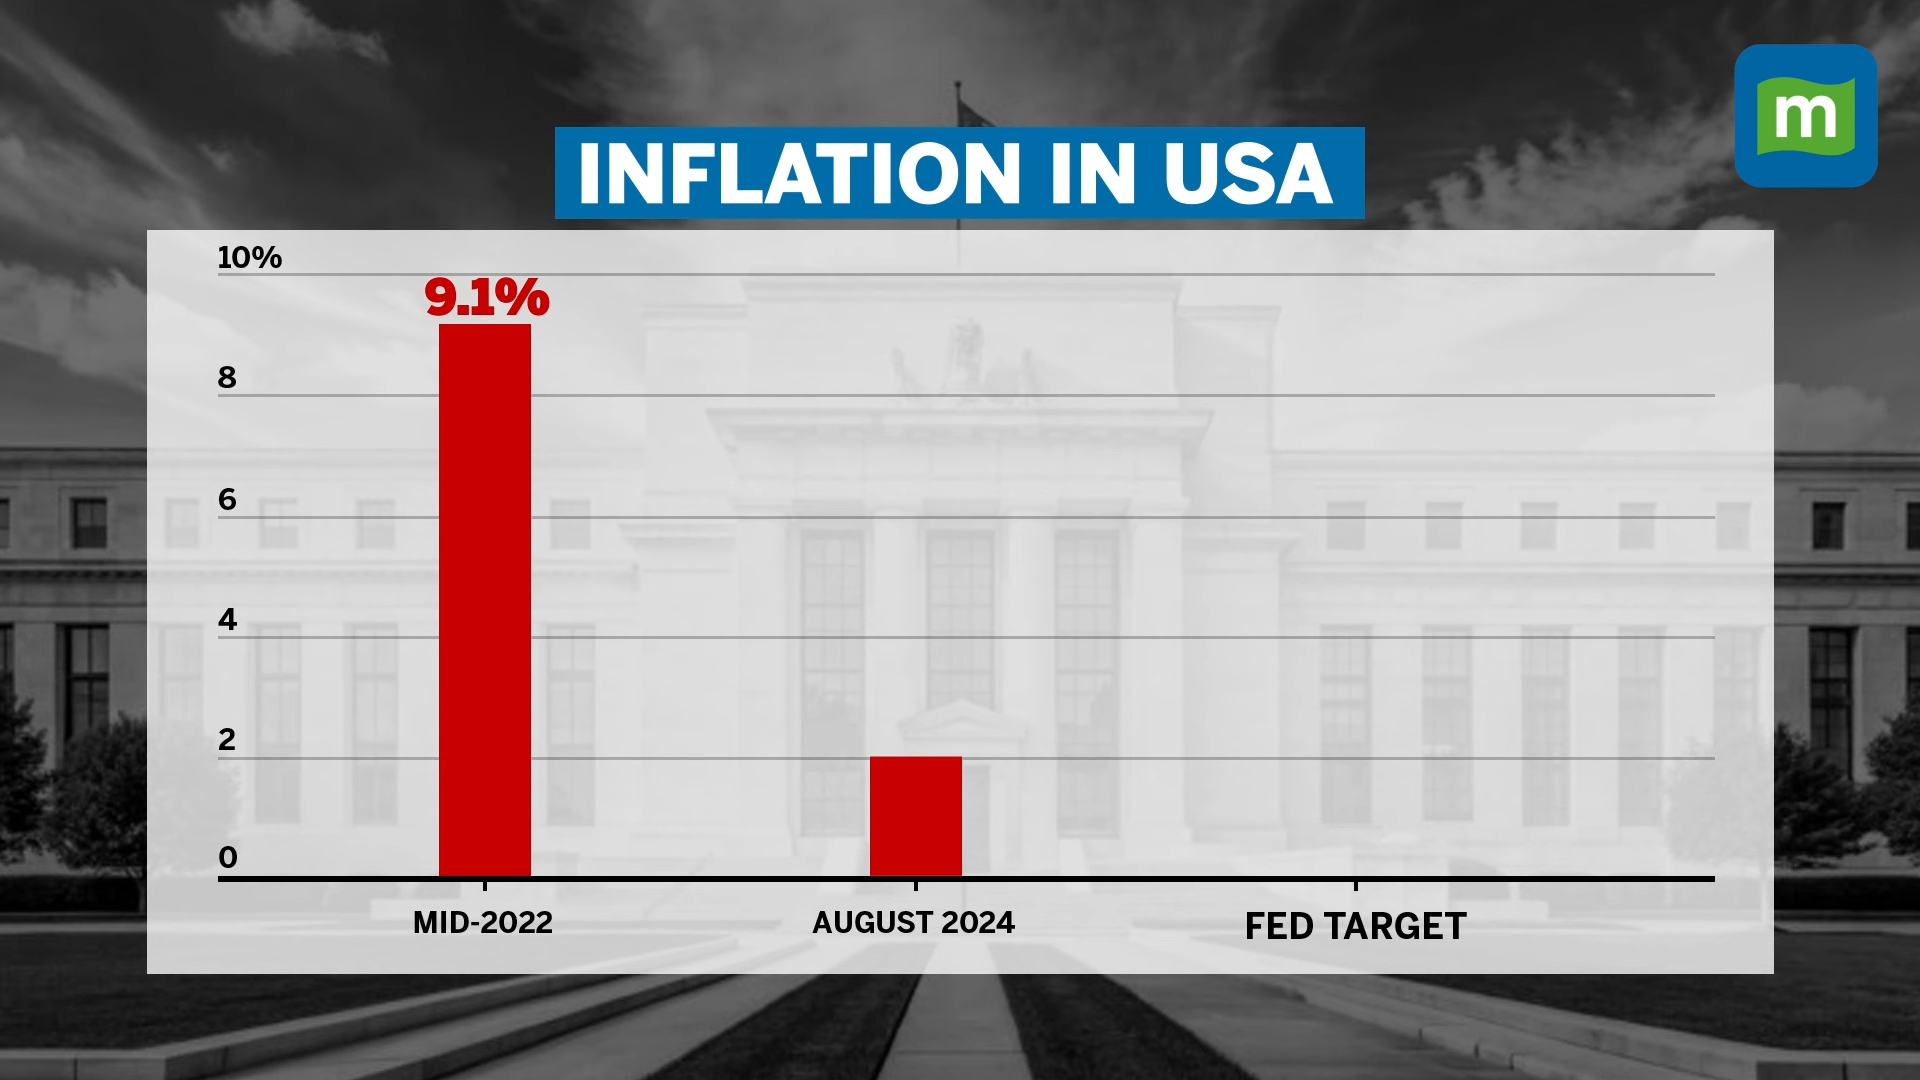 m
INFLATION IN USA
10%
9.1%
8
6
4
2
0
MID-2022
AUGUST 2024
FED TARGET